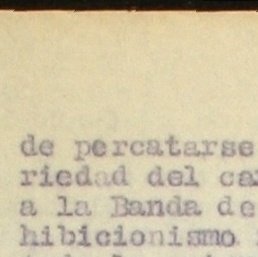 de percatarse
riedad del ca
a la Banda de
hibicionismo